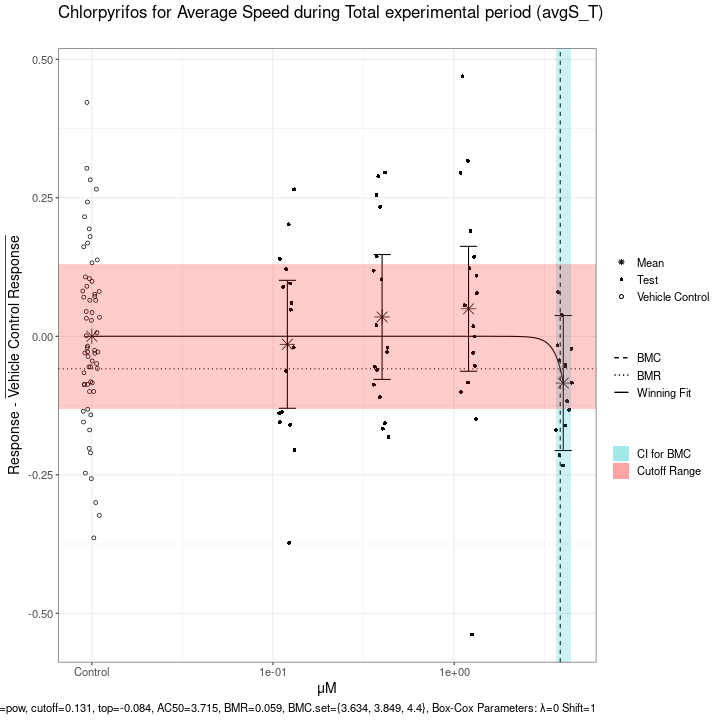 Chlorpyrifos for Average Speed during Total experimental period (avgS_T)
Response - Vehicle Control Response
0.50
0.25
0.00
-0.25
-0.50
Control
1e-01
1e+00
μM
Mean
Test
Vehicle Control
BMC
BMR
Winning Fit
CI for BMC
Cutoff Range
=pow, cutoff=0.131, top=-0.084, AC50=3.715, BMR=0.059, BMC.set={3.634, 3.849, 4.4}, Box-Cox Parameters: λ=0 Shift=1